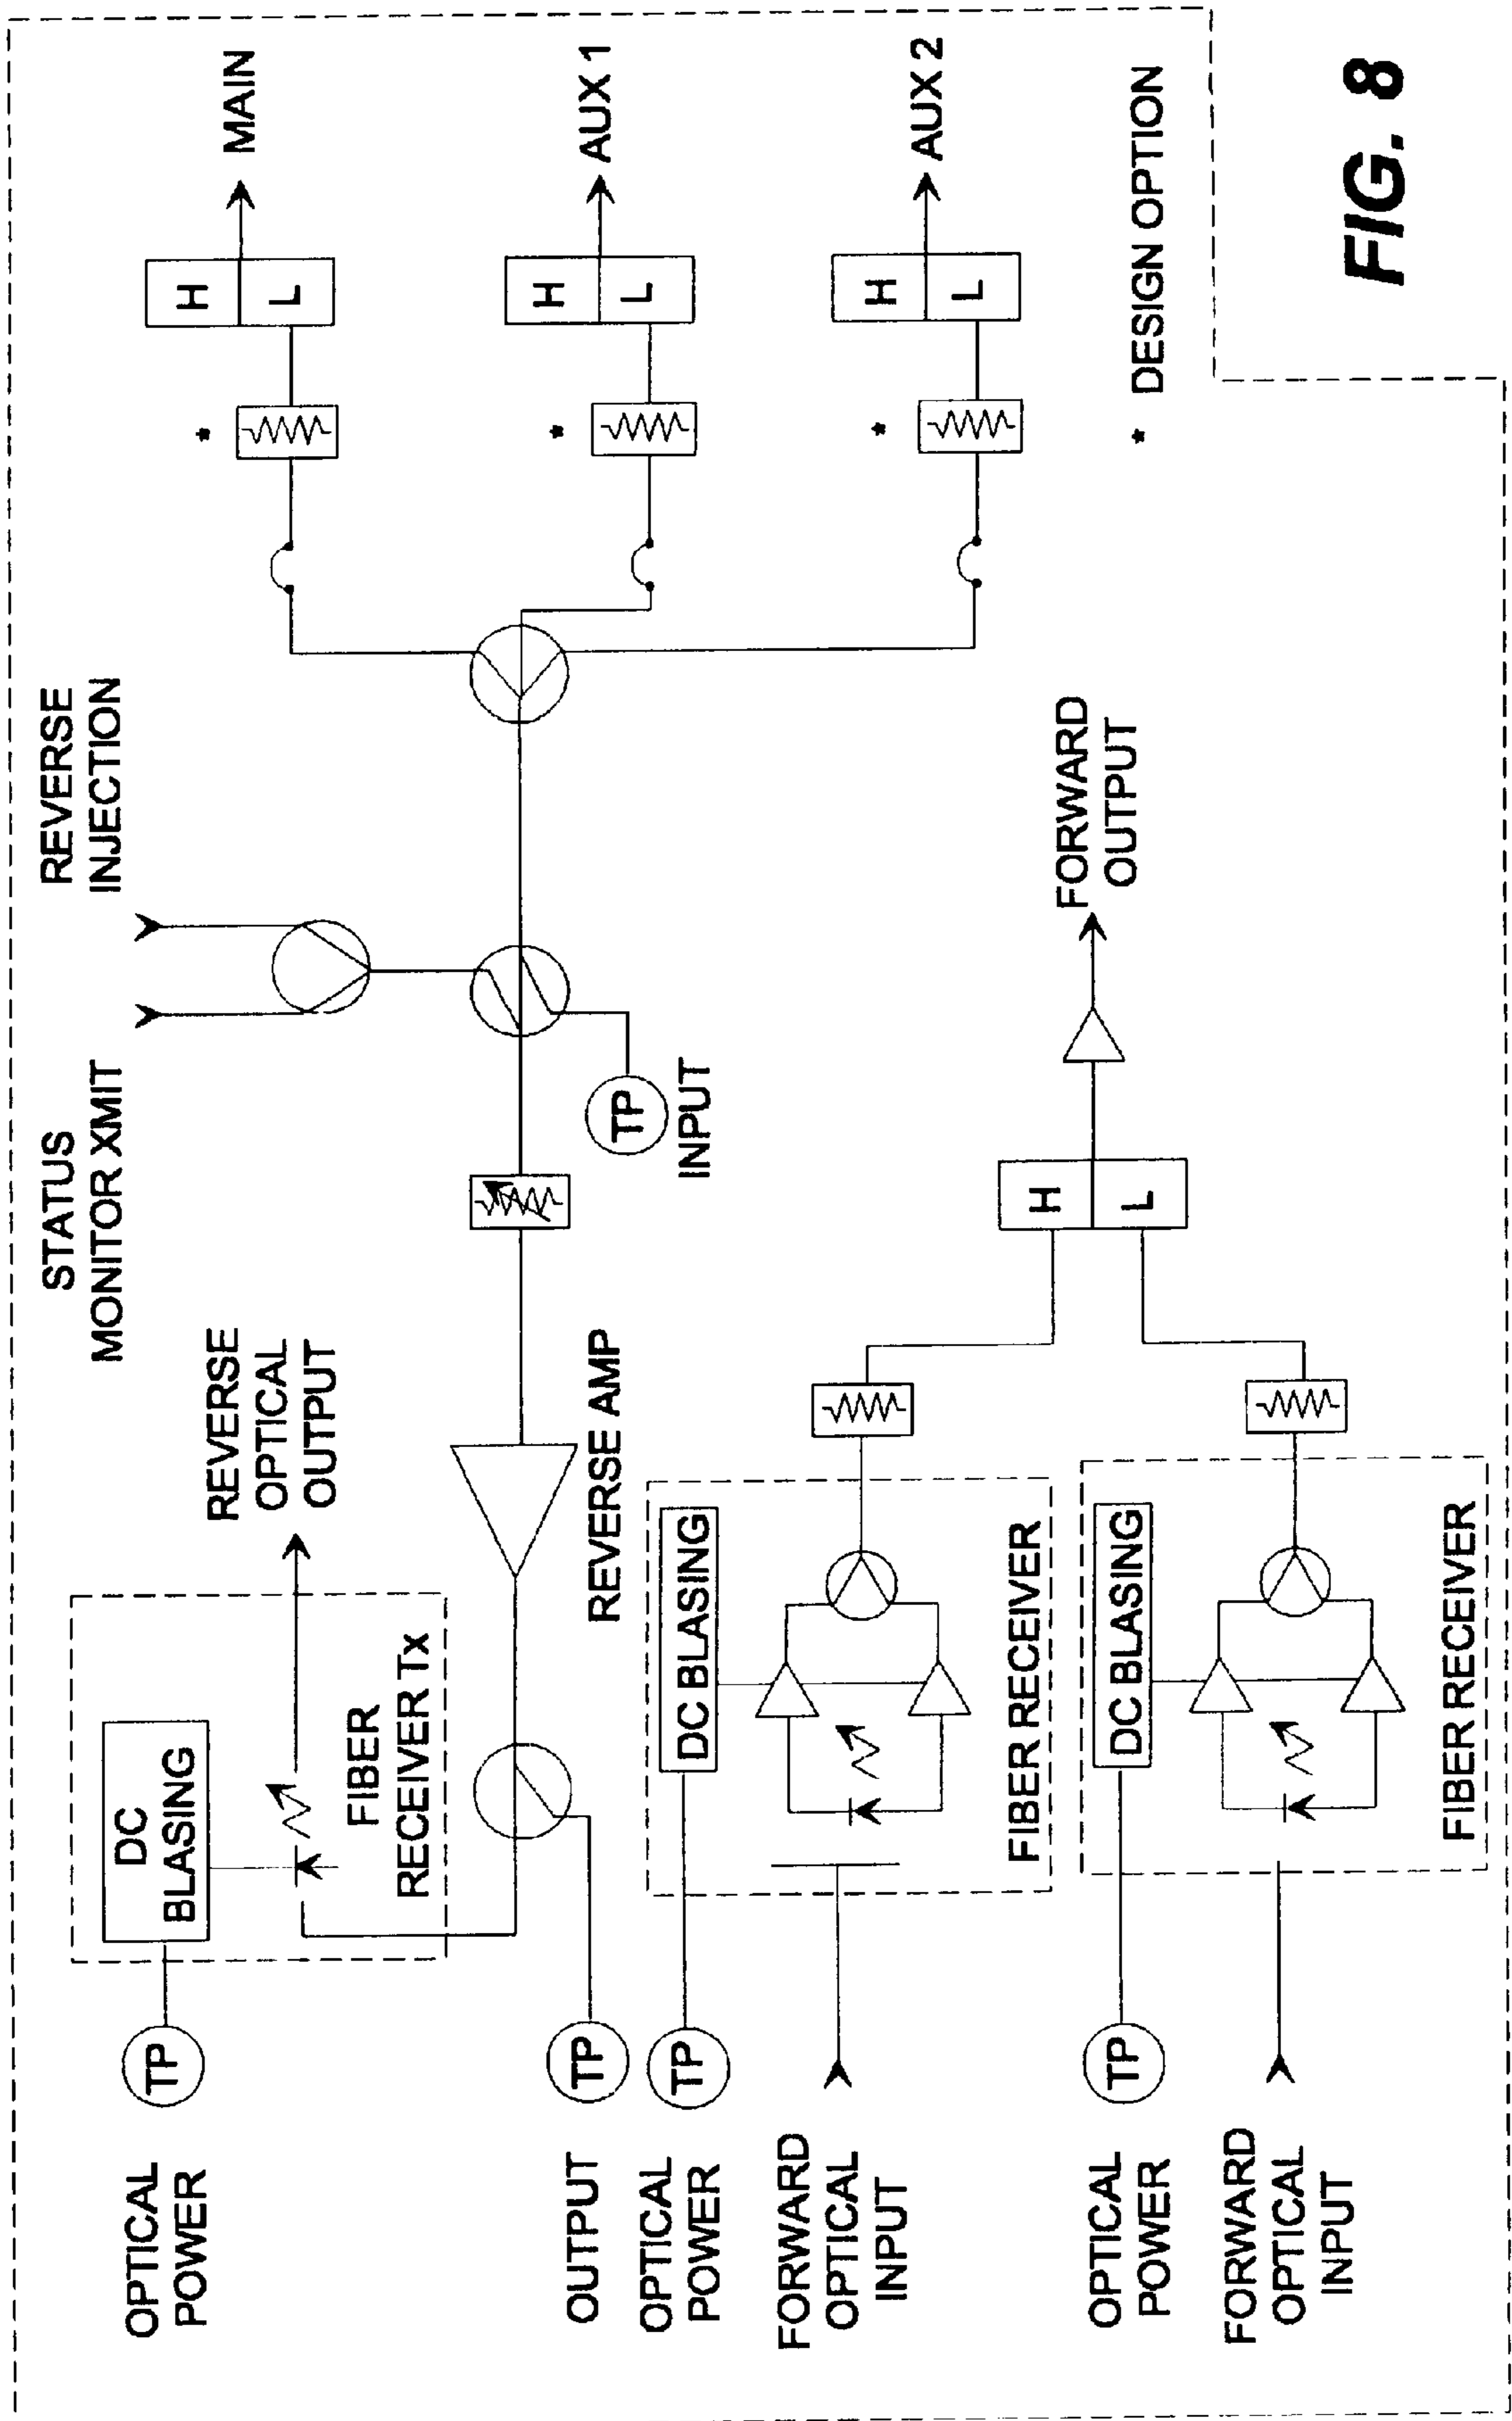 STATUS
MONITOR XMIT
REVERSE
INJECTION
MAIN
H
L
*
OPTICAL
POWER
TP
DC
BLASING
FIBER
RECEIVER Tx
REVERSE
OPTICAL
OUTPUT
REVERSE AMP
TP
INPUT
AUX 1
H
L
*
OUTPUT
TP
OPTICAL
POWER
TP
DC BLASING
FORWARD
OPTICAL
INPUT
FIBER RECEIVER
AUX 2
H
L
*
H
L
FORWARD
OUTPUT
OPTICAL
POWER
TP
DC BLASING
FORWARD
OPTICAL
INPUT
FIBER RECEIVER
* DESIGN OPTION
FIG. 8